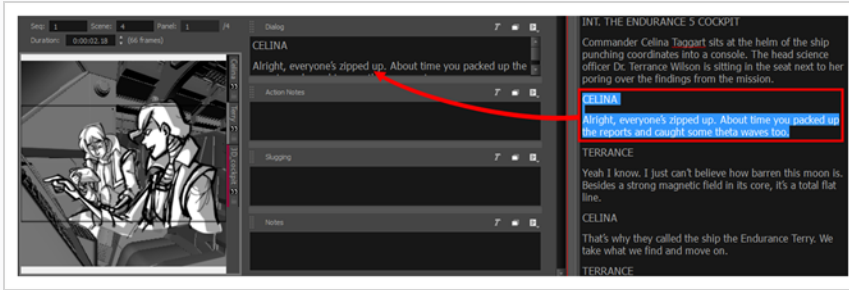 Seq: 1 Scene: 4 Panel: 1 /4
Duration: 0:00:02.18 (66 frames)
Celina
Terry
3D_cockpit
Dialog
CELINA
Alright, everyone's zipped up. About time you packed up the
Action Notes
Slugging
Notes
INT. THE ENDURANCE 5 COCKPIT
Commander Celina Taggart sits at the helm of the ship
punching coordinates into a console. The head science
officer Dr. Terrance Wilson is sitting in the seat next to her
poring over the findings from the mission.
CELINA
Alright, everyone's zipped up. About time you packed up
the reports and caught some theta waves too.
TERRANCE
Yeah I know. I just can't believe how barren this moon is.
Besides a strong magnetic field in its core, it's a total flat
line.
CELINA
That's why they called the ship the Endurance Terry. We
take what we find and move on.
TERRANCE